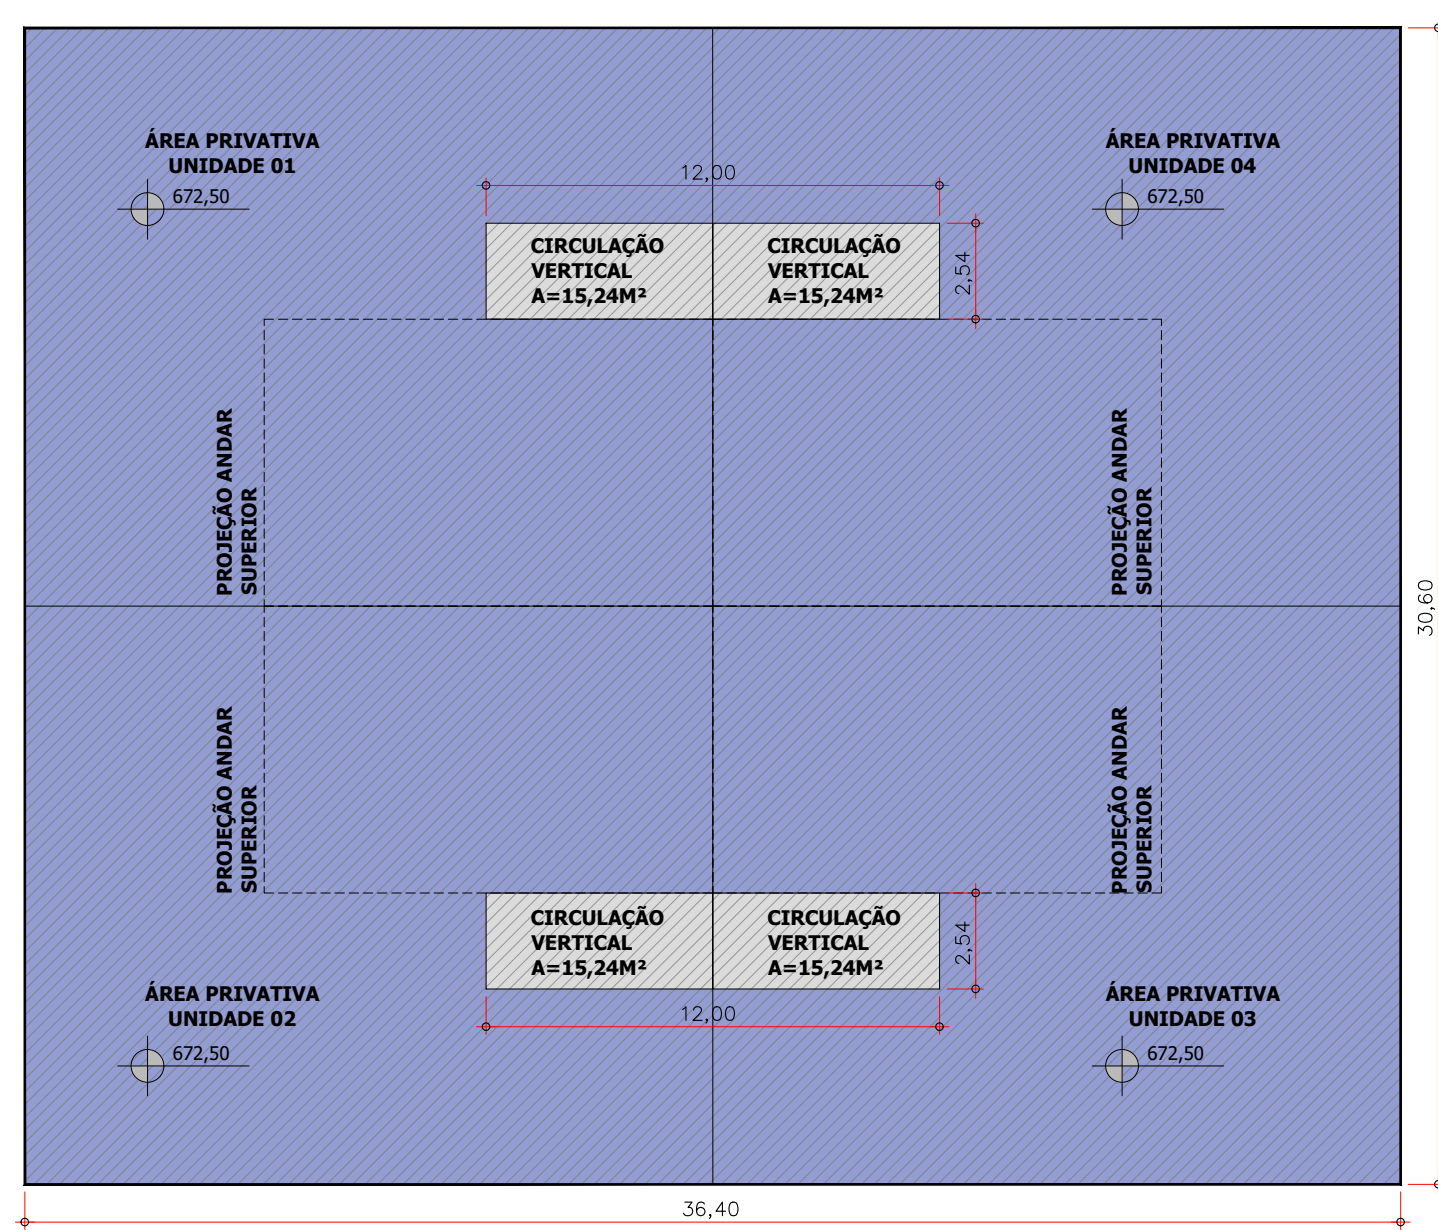 ÁREA PRIVATIVA
UNIDADE 01
672,50
12,00
ÁREA PRIVATIVA
UNIDADE 04
672,50
CIRCULAÇÃO
VERTICAL
A=15,24M²
CIRCULAÇÃO
VERTICAL
A=15,24M²
2,54
PROJEÇÃO ANDAR
SUPERIOR
PROJEÇÃO ANDAR
SUPERIOR
30,60
PROJEÇÃO ANDAR
SUPERIOR
PROJEÇÃO ANDAR
SUPERIOR
CIRCULAÇÃO
VERTICAL
A=15,24M²
CIRCULAÇÃO
VERTICAL
A=15,24M²
2,54
ÁREA PRIVATIVA
UNIDADE 02
672,50
12,00
ÁREA PRIVATIVA
UNIDADE 03
672,50
36,40